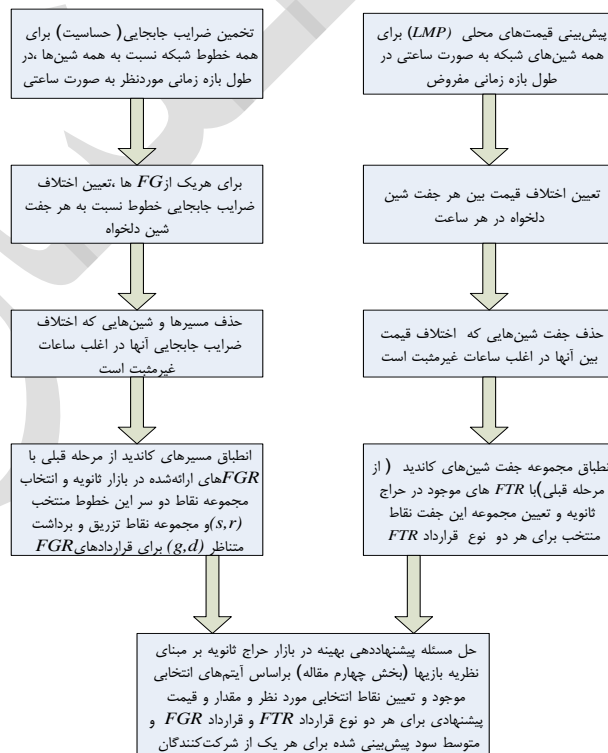 تخمین ضرایب جابجایی( حساسیت) برای
همه خطوط شبکه نسبت به همه شین‌ها ،در
طول بازه زمانی موردنظر به صورت ساعتی
برای هریک از FG ها ،تعیین اختلاف
ضرایب جابجایی خطوط نسبت به هر جفت
شین دلخواه
حذف مسیرها و شین‌هایی که اختلاف
ضرایب جابجایی آنها در اغلب ساعات
غیرمثبت است
انطباق مسیرهای کاندید از مرحله قبلی با
FGRهای ارائه‌شده در بازار ثانویه و انتخاب
مجموعه نقاط دو سر این خطوط منتخب
(s,r)و مجموعه نقاط تزریق و برداشت
متناظر (g,d) برای قراردادهایFGR
پیش‌بینی قیمت‌های محلی (LMP) برای
همه شین‌های شبکه به صورت ساعتی در
طول بازه زمانی مفروض
تعیین اختلاف قیمت بین هر جفت شین
دلخواه در هر ساعت
حذف جفت شین‌هایی که اختلاف قیمت
بین آنها در اغلب ساعات غیرمثبت است
نطباق مجموعه جفت شین‌های کاندید ( از
مرحله قبلی)با FTR های موجود در حراج
ثانویه و تعیین مجموعه این جفت نقاط
منتخب برای هر دو نوع قرارداد FTR
حل مسئله پیشنهاددهی بهینه در بازار حراج ثانویه بر مبنای
نظریه بازیها (بخش چهارم مقاله) براساس آیتم‌های انتخابی
موجود و تعیین نقاط انتخابی مورد نظر و مقدار و قیمت
پیشنهادی برای هر دو نوع قرارداد FTR و قرارداد FGR و
متوسط سود پیش‌بینی شده برای هر یک از شرکت‌کنندگان